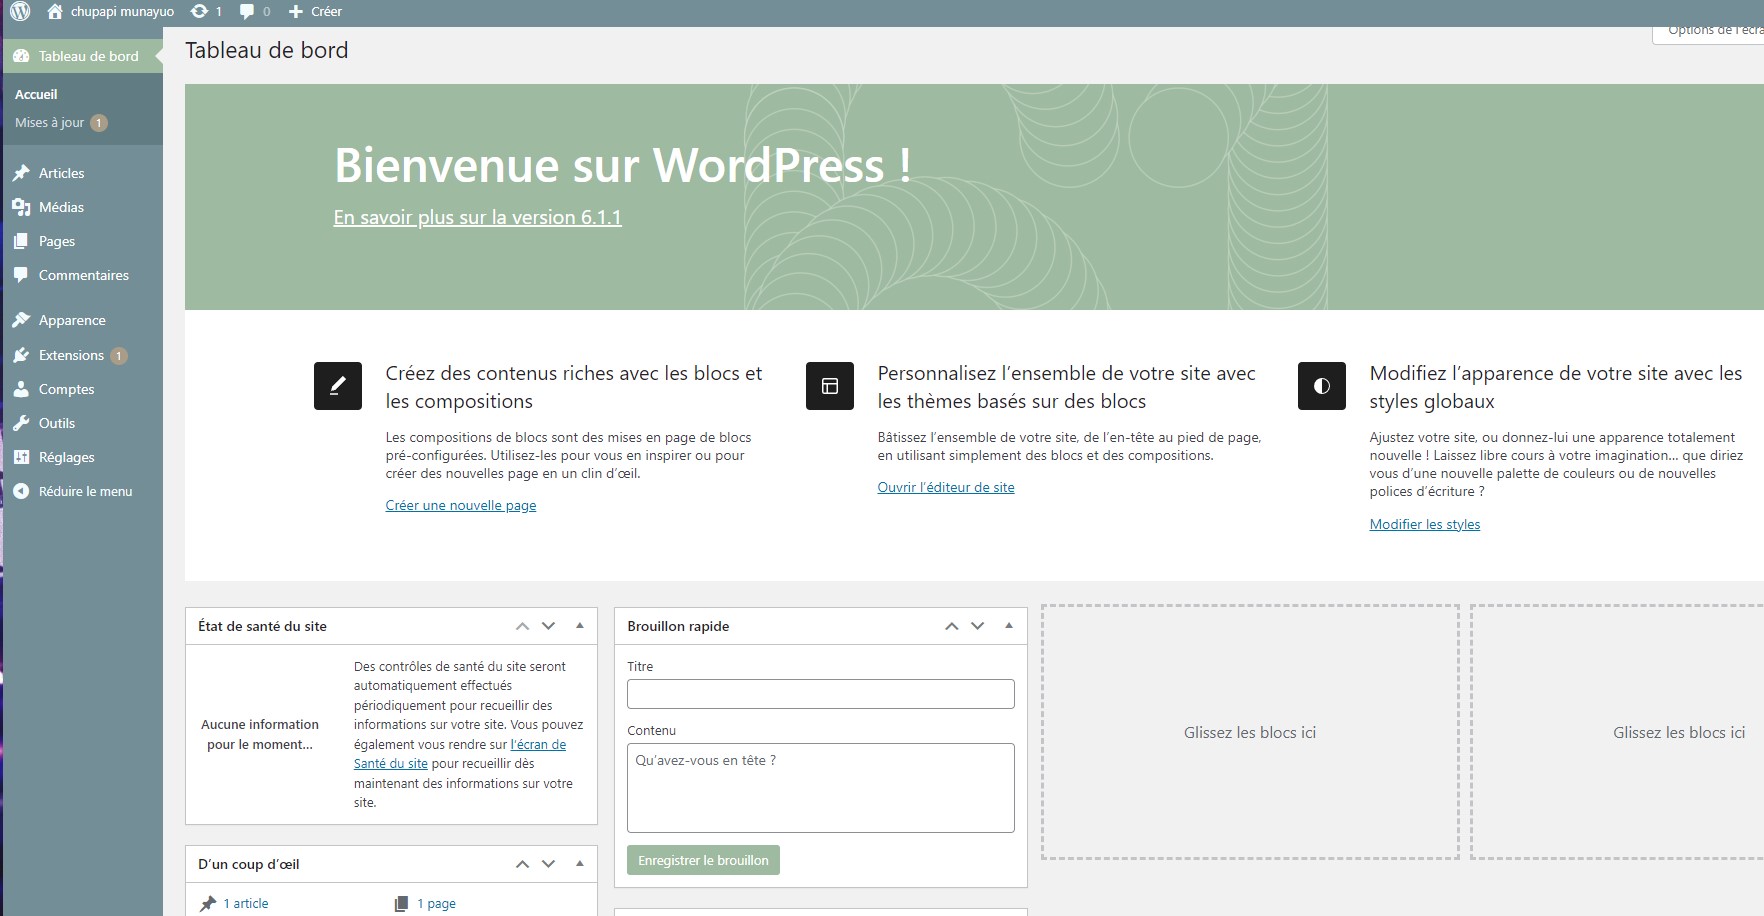 chupapi munayuo 1 0 Créer
Options de l'écra
Tableau de bord
Accueil
Mises à jour 1
Articles
Médias
Pages
Commentaires
Apparence
Extensions 1
Comptes
Outils
Réglages
Réduire le menu
Tableau de bord
Bienvenue sur WordPress !
En savoir plus sur la version 6.1.1
Créez des contenus riches avec les blocs et
les compositions
Les compositions de blocs sont des mises en page de blocs
pré-configurées. Utilisez-les pour vous en inspirer ou pour
créer des nouvelles page en un clin d’œil.
Créer une nouvelle page
Personnalisez l’ensemble de votre site avec
les thèmes basés sur des blocs
Bâtissez l’ensemble de votre site, de l’en-tête au pied de page,
en utilisant simplement des blocs et des compositions.
Ouvrir l’éditeur de site
Modifiez l’apparence de votre site avec les
styles globaux
Ajustez votre site, ou donnez-lui une apparence totalement
nouvelle ! Laissez libre cours à votre imagination… que diriez
vous d’une nouvelle palette de couleurs ou de nouvelles
polices d’écriture ?
Modifier les styles
État de santé du site
Aucune information
pour le moment…
Des contrôles de santé du site seront
automatiquement effectués
périodiquement pour recueillir des
informations sur votre site. Vous pouvez
également vous rendre sur l’écran de
Santé du site pour recueillir dès
maintenant des informations sur votre
site.
D’un coup d’œil
1 article
1 page
Brouillon rapide
Titre
Contenu
Qu’avez-vous en tête ?
Enregistrer le brouillon
Glissez les blocs ici
Glissez les blocs ici